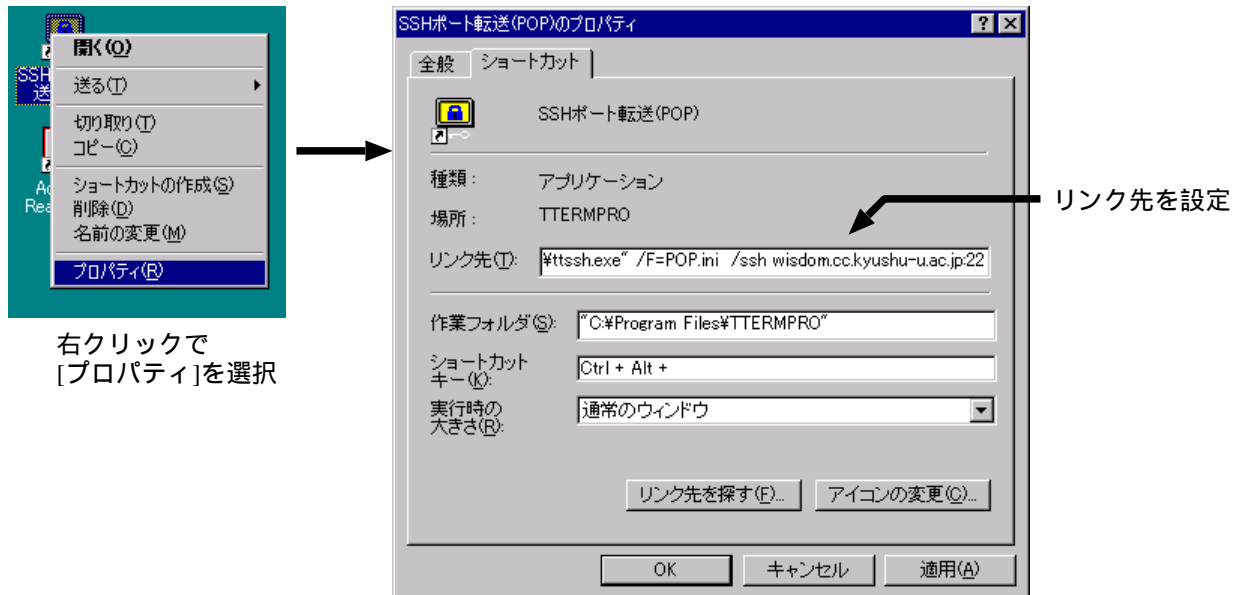 開く(O)
SSH
送
送る(T)
切り取り(T)
コピー(C)
ショートカットの作成(S)
削除(D)
名前の変更(M)
プロパティ(R)
Rea
右クリックで
[プロパティ]を選択
SSHポート転送(POP)のプロパティ
全般 ショートカット
SSHポート転送(POP)
種類: アプリケーション
場所: TTERMPRO
リンク先(T): ¥ttssh.exe" /F=POP.ini /ssh wisdom.cc.kyushu-u.ac.jp:22
作業フォルダ(S): "C:¥Program Files¥TTERMPRO"
ショートカット
キー(K): Ctrl + Alt +
実行時の
大きさ(R): 通常のウィンドウ
リンク先を探す(F)... アイコンの変更(C)...
OK キャンセル 適用(A)
リンク先を設定